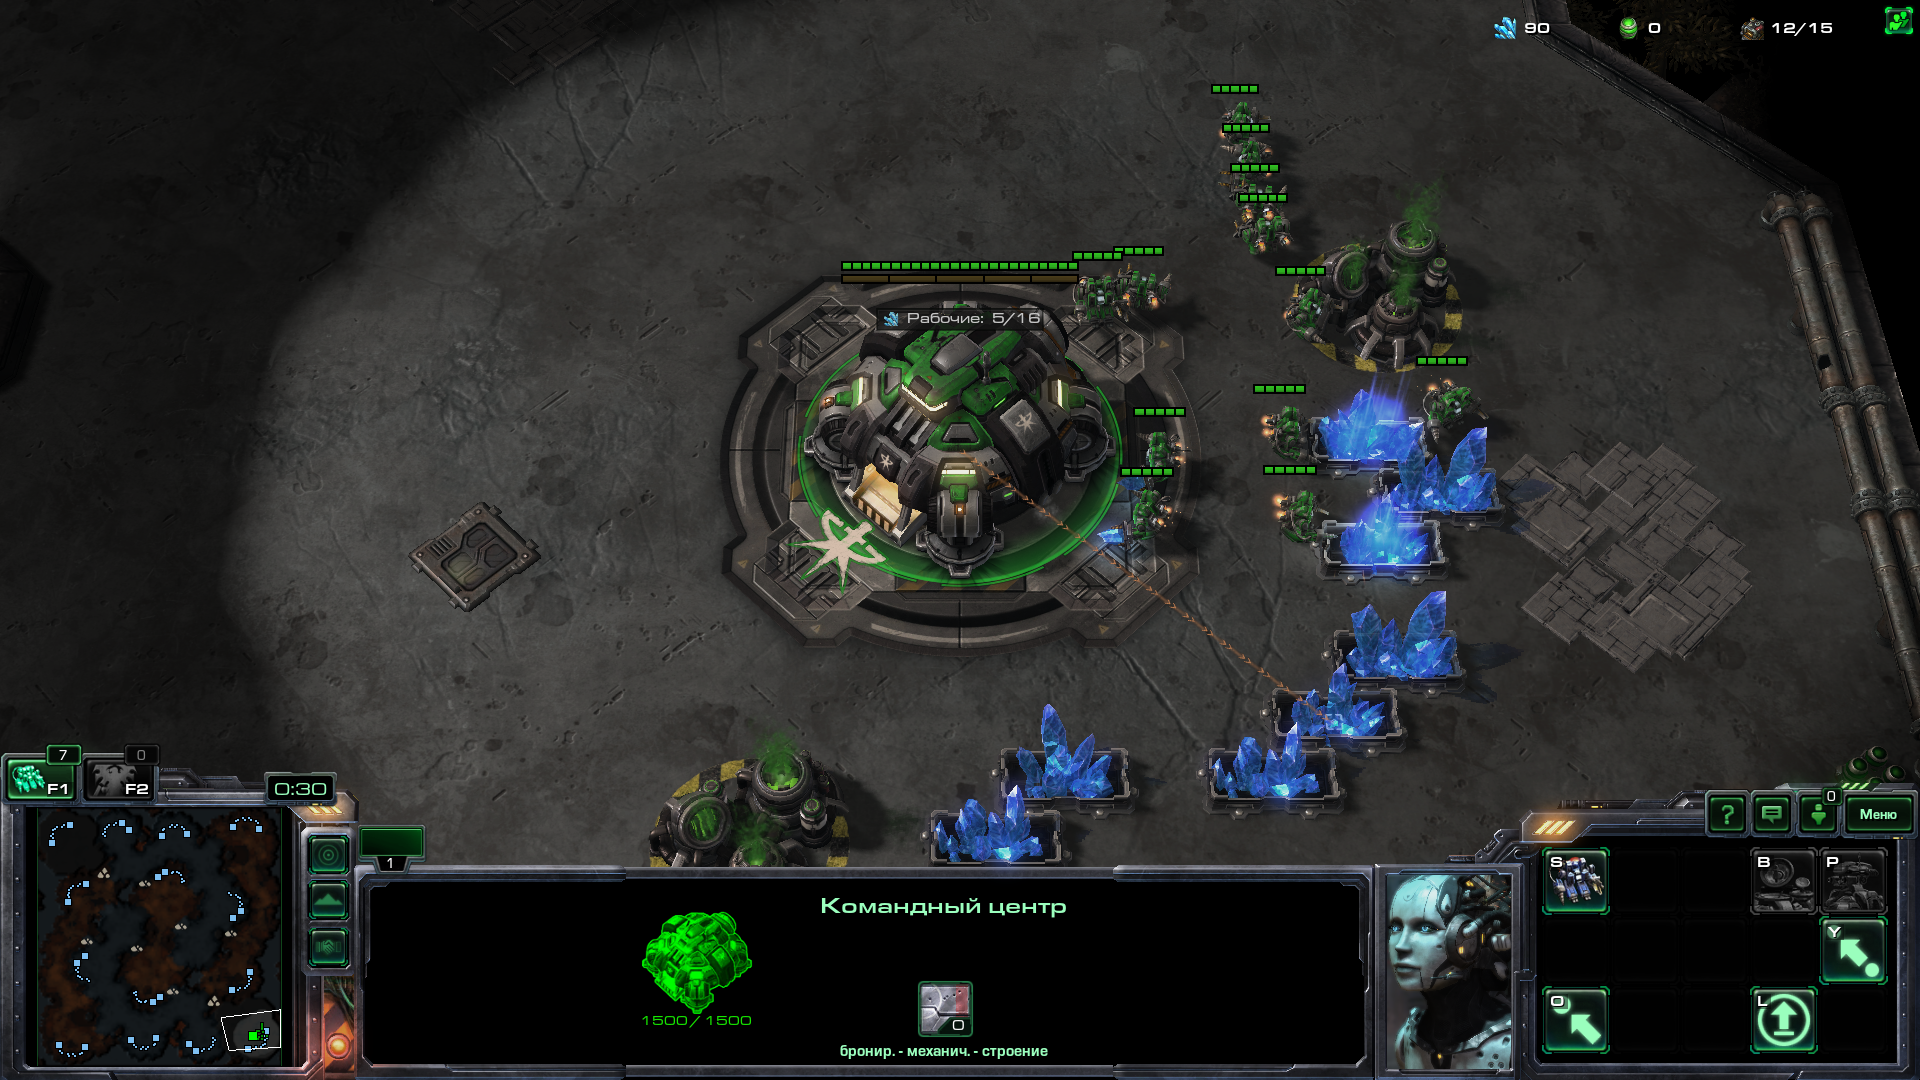 90
0
12/15
Рабочие: 5/16
7
0
F1
F2
0:30
1
?
0
Меню
Командный центр
1500/1500
0
бронир. - механич. - строение
S
B
P
Y
O
L